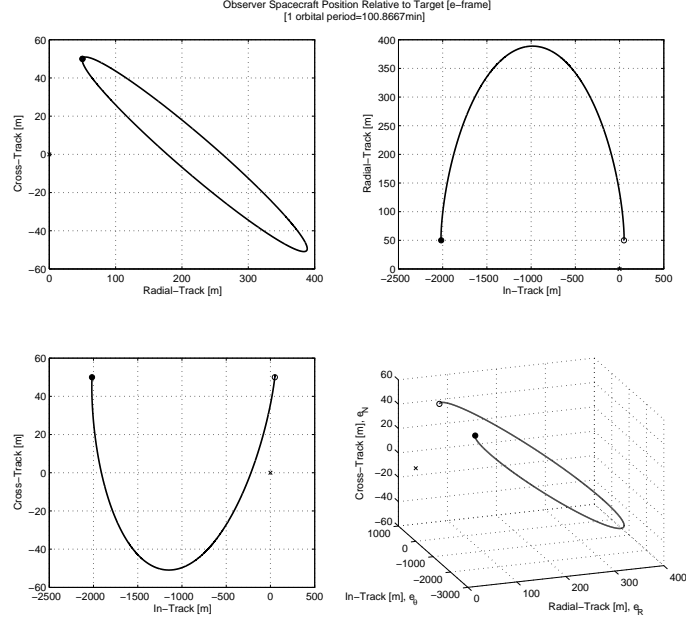 Observer Spacecraft Position Relative to Target [e−frame]
[1 orbital period=100.8667min]
60
40
20
0
−20
−40
−60
Cross−Track [m]
0 100 200 300 400
Radial−Track [m]
400
350
300
250
200
150
100
50
0
Radial−Track [m]
−2500 −2000 −1500 −1000 −500 0 500
In−Track [m]
60
40
20
0
−20
−40
−60
Cross−Track [m]
−2500 −2000 −1500 −1000 −500 0 500
In−Track [m]
60
40
20
0
−20
−40
−60
Cross−Track [m], e_N
1000
0
−1000
−2000
−3000
In−Track [m], e_θ
0 100 200 300 400
Radial−Track [m], e_R